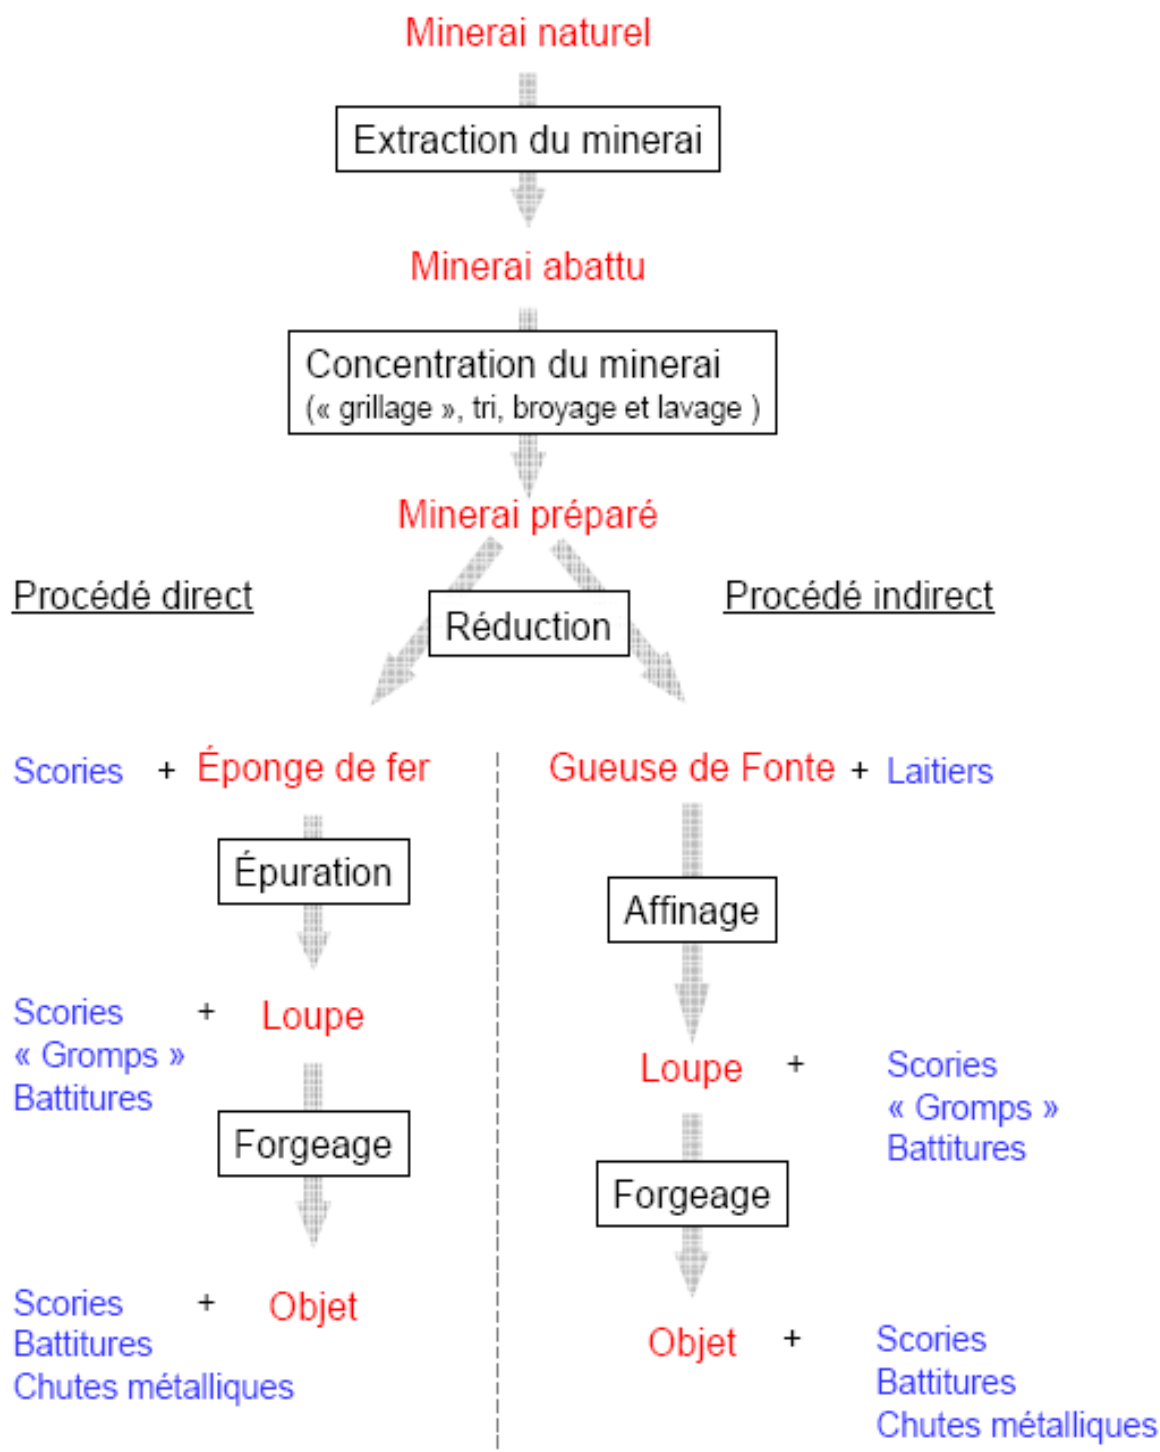 Minerai naturel
Extraction du minerai
Minerai abattu
Concentration du minerai
(« grillage », tri, broyage et lavage )
Minerai préparé
Procédé direct
Réduction
Procédé indirect
Scories + Éponge de fer
Gueuse de Fonte + Laitiers
Épuration
Affinage
Scories + Loupe
« Gromps »
Battitures
Loupe + Scories
« Gromps »
Battitures
Forgeage
Forgeage
Scories + Objet
Battitures
Chutes métalliques
Objet + Scories
Battitures
Chutes métalliques